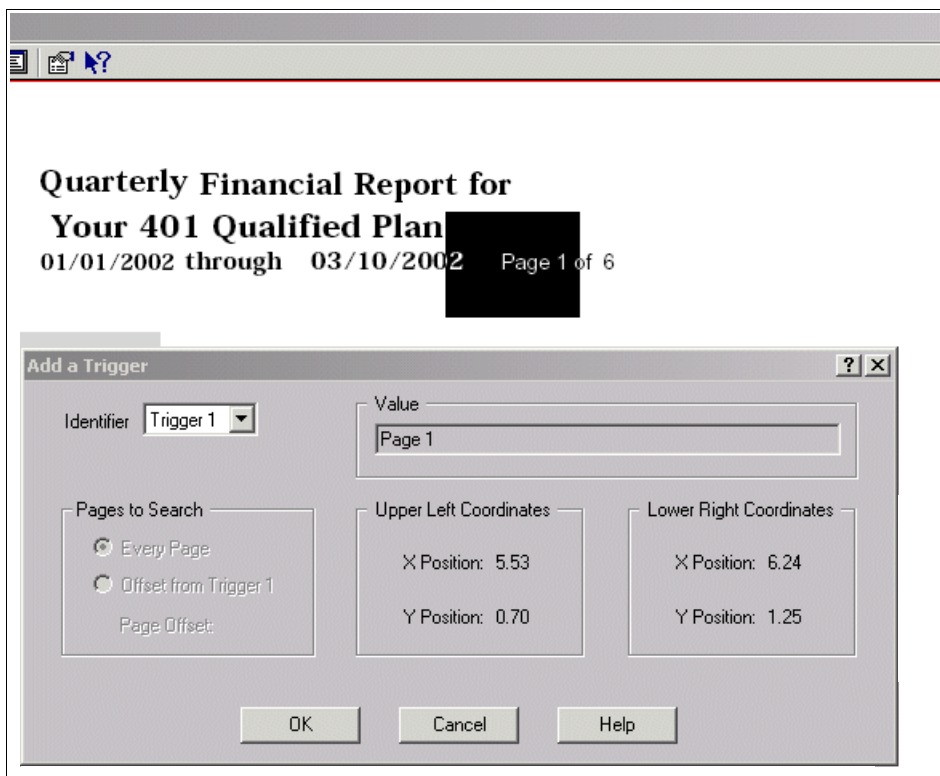 Quarterly Financial Report for
Your 401 Qualified Plan
01/01/2002 through 03/10/2002 Page 1 of 6
Add a Trigger
Identifier Trigger 1
Value
Page 1
Pages to Search
Every Page
Offset from Trigger 1
Page Offset:
Upper Left Coordinates
X Position: 5.53
Y Position: 0.70
Lower Right Coordinates
X Position: 6.24
Y Position: 1.25
OK Cancel Help